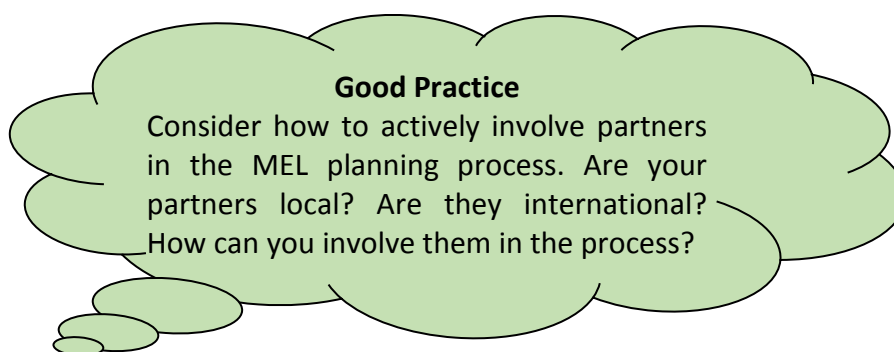 Good Practice
Consider how to actively involve partners
in the MEL planning process. Are your
partners local? Are they international?
How can you involve them in the process?